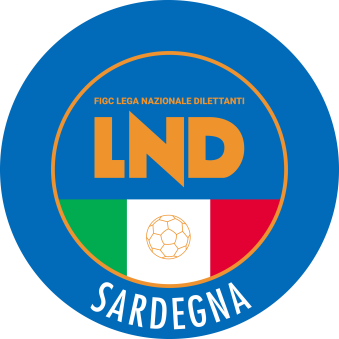 FIGC LEGA NAZIONALE DILETTANTI
LND
SARDEGNA